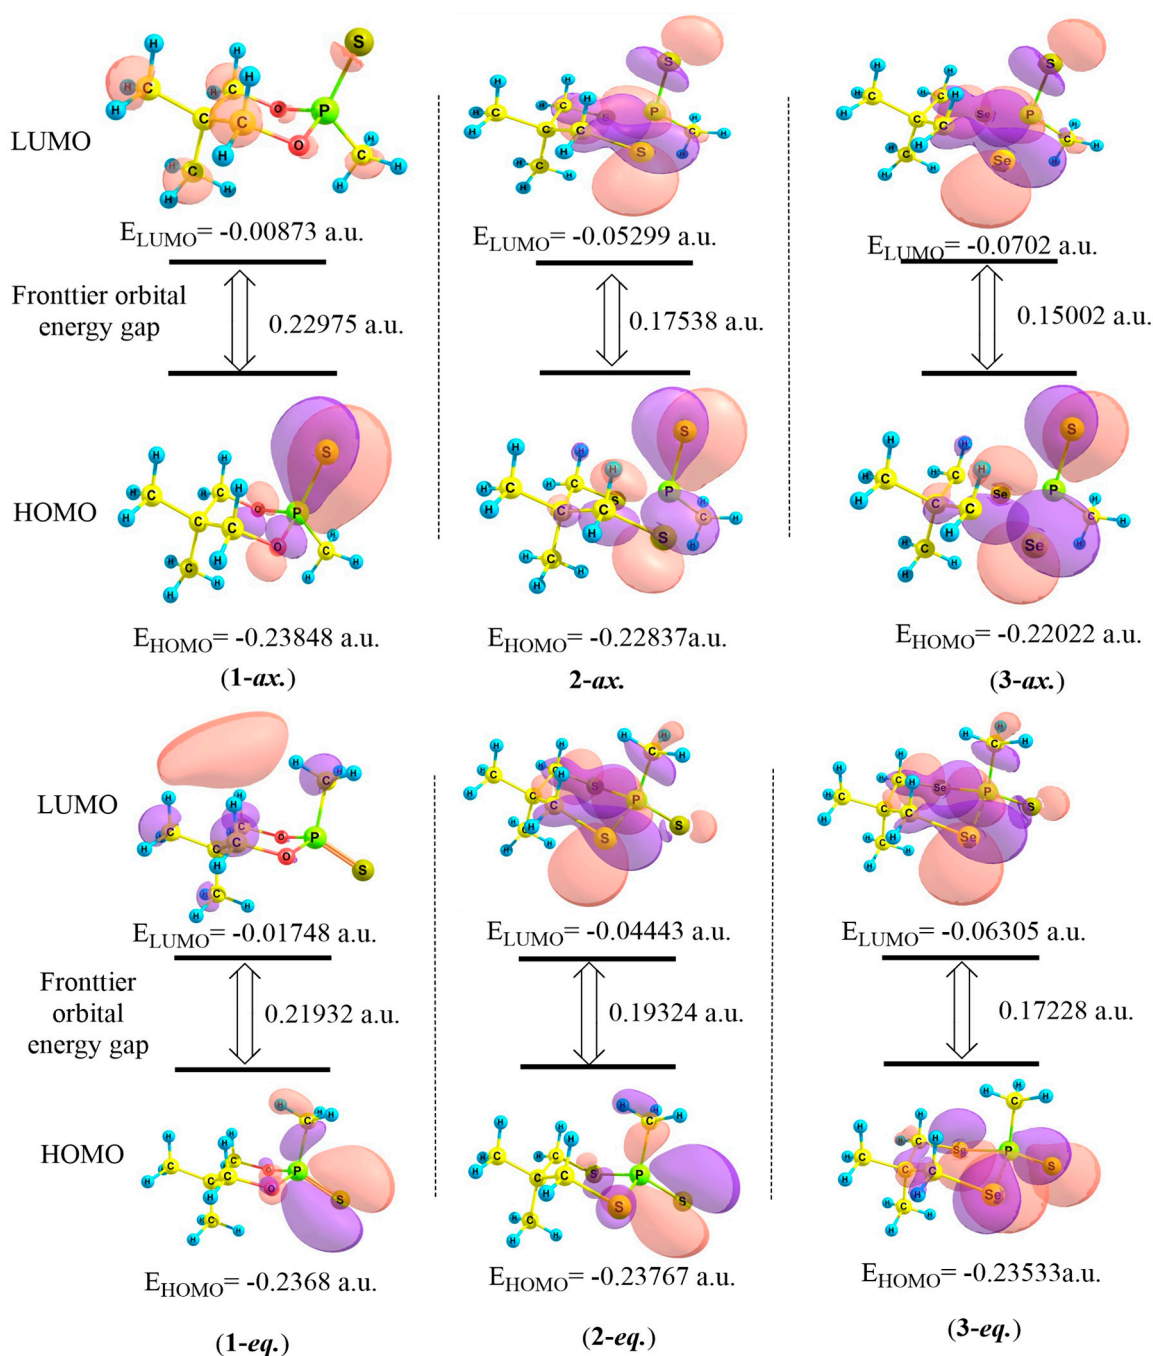 LUMO
E_LUMO= -0.00873 a.u.
E_LUMO= -0.05299 a.u.
E_LUMO= -0.0702 a.u.
Fronttier orbital
energy gap
0.22975 a.u.
0.17538 a.u.
0.15002 a.u.
HOMO
E_HOMO= -0.23848 a.u.
E_HOMO= -0.22837a.u.
E_HOMO= -0.22022 a.u.
(1-ax.)
2-ax.
(3-ax.)
LUMO
E_LUMO= -0.01748 a.u.
E_LUMO= -0.04443 a.u.
E_LUMO= -0.06305 a.u.
Fronttier
orbital
energy gap
0.21932 a.u.
0.19324 a.u.
0.17228 a.u.
HOMO
E_HOMO= -0.2368 a.u.
E_HOMO= -0.23767 a.u.
E_HOMO= -0.23533a.u.
(1-eq.)
(2-eq.)
(3-eq.)